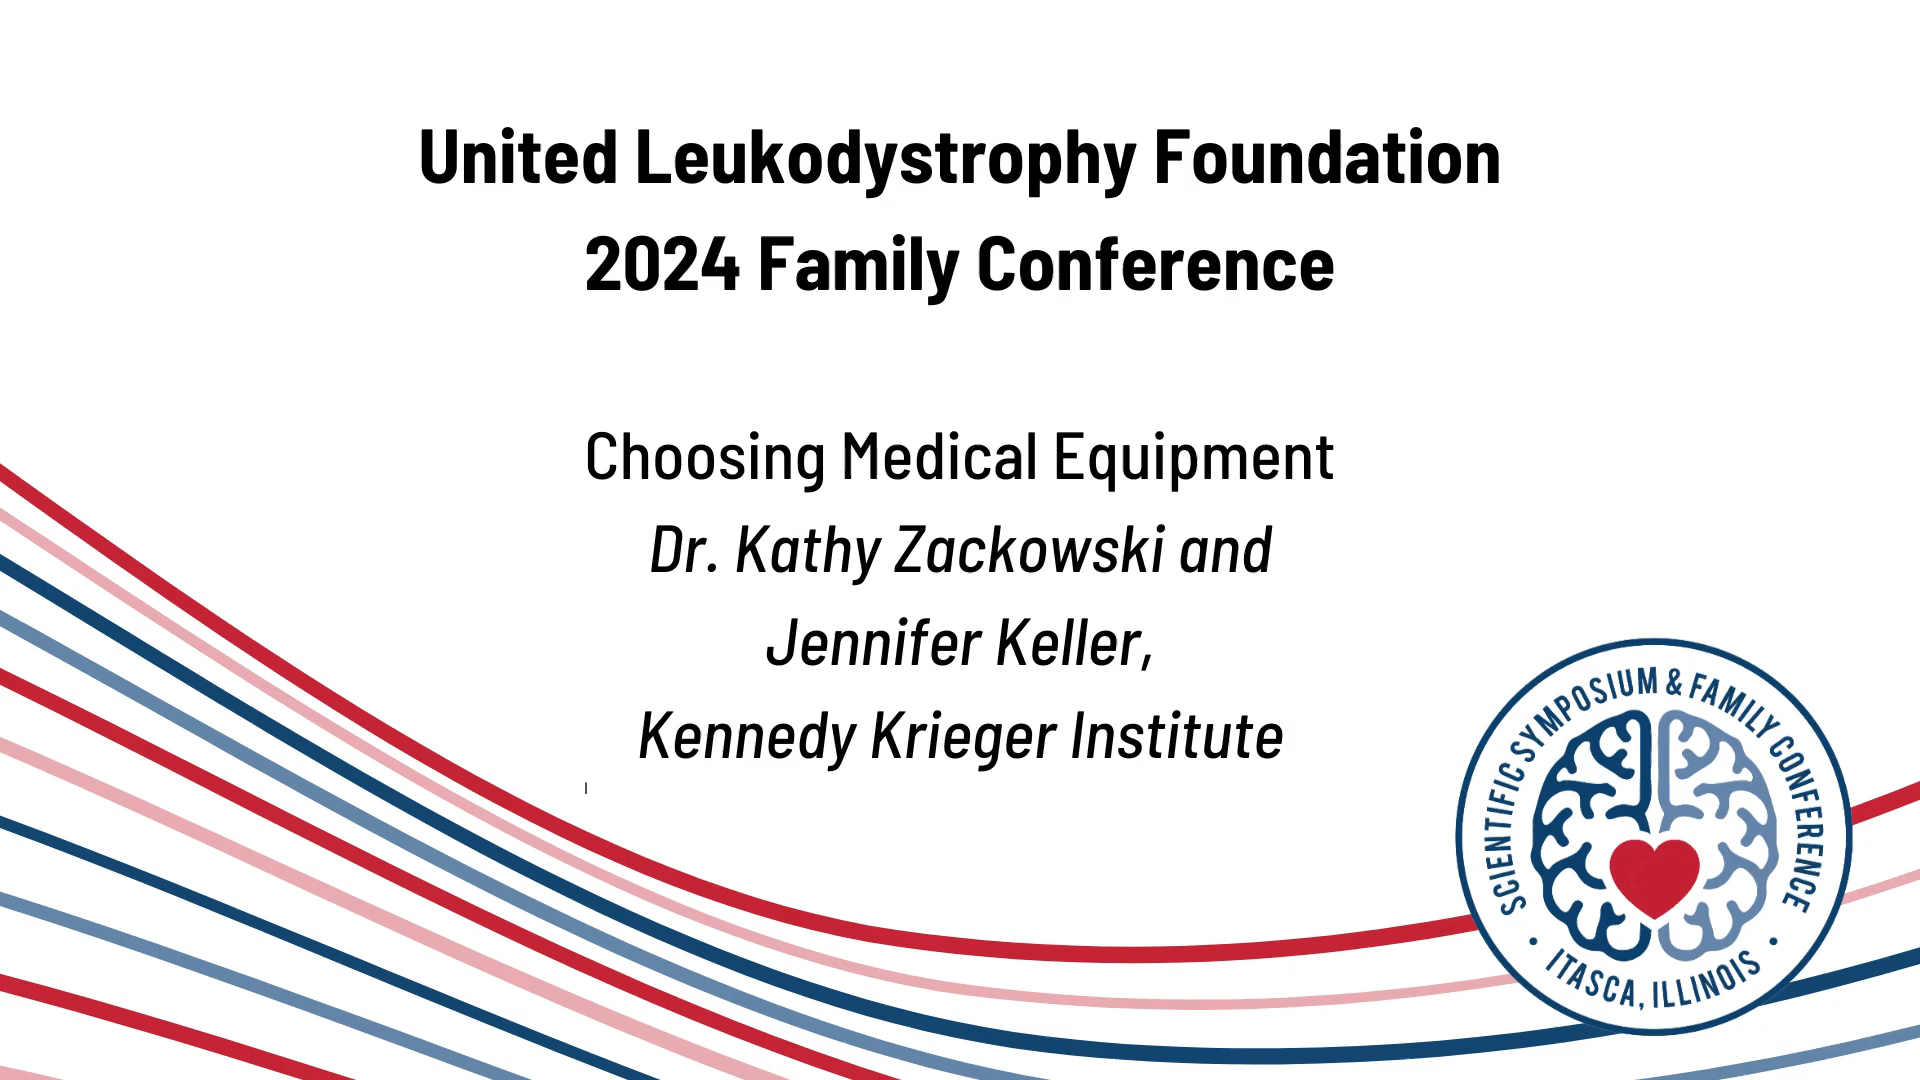 United Leukodystrophy Foundation
2024 Family Conference
Choosing Medical Equipment
Dr. Kathy Zackowski and
Jennifer Keller,
Kennedy Krieger Institute
SCIENTIFIC SYMPOSIUM & FAMILY CONFERENCE
• ITASCA, ILLINOIS •